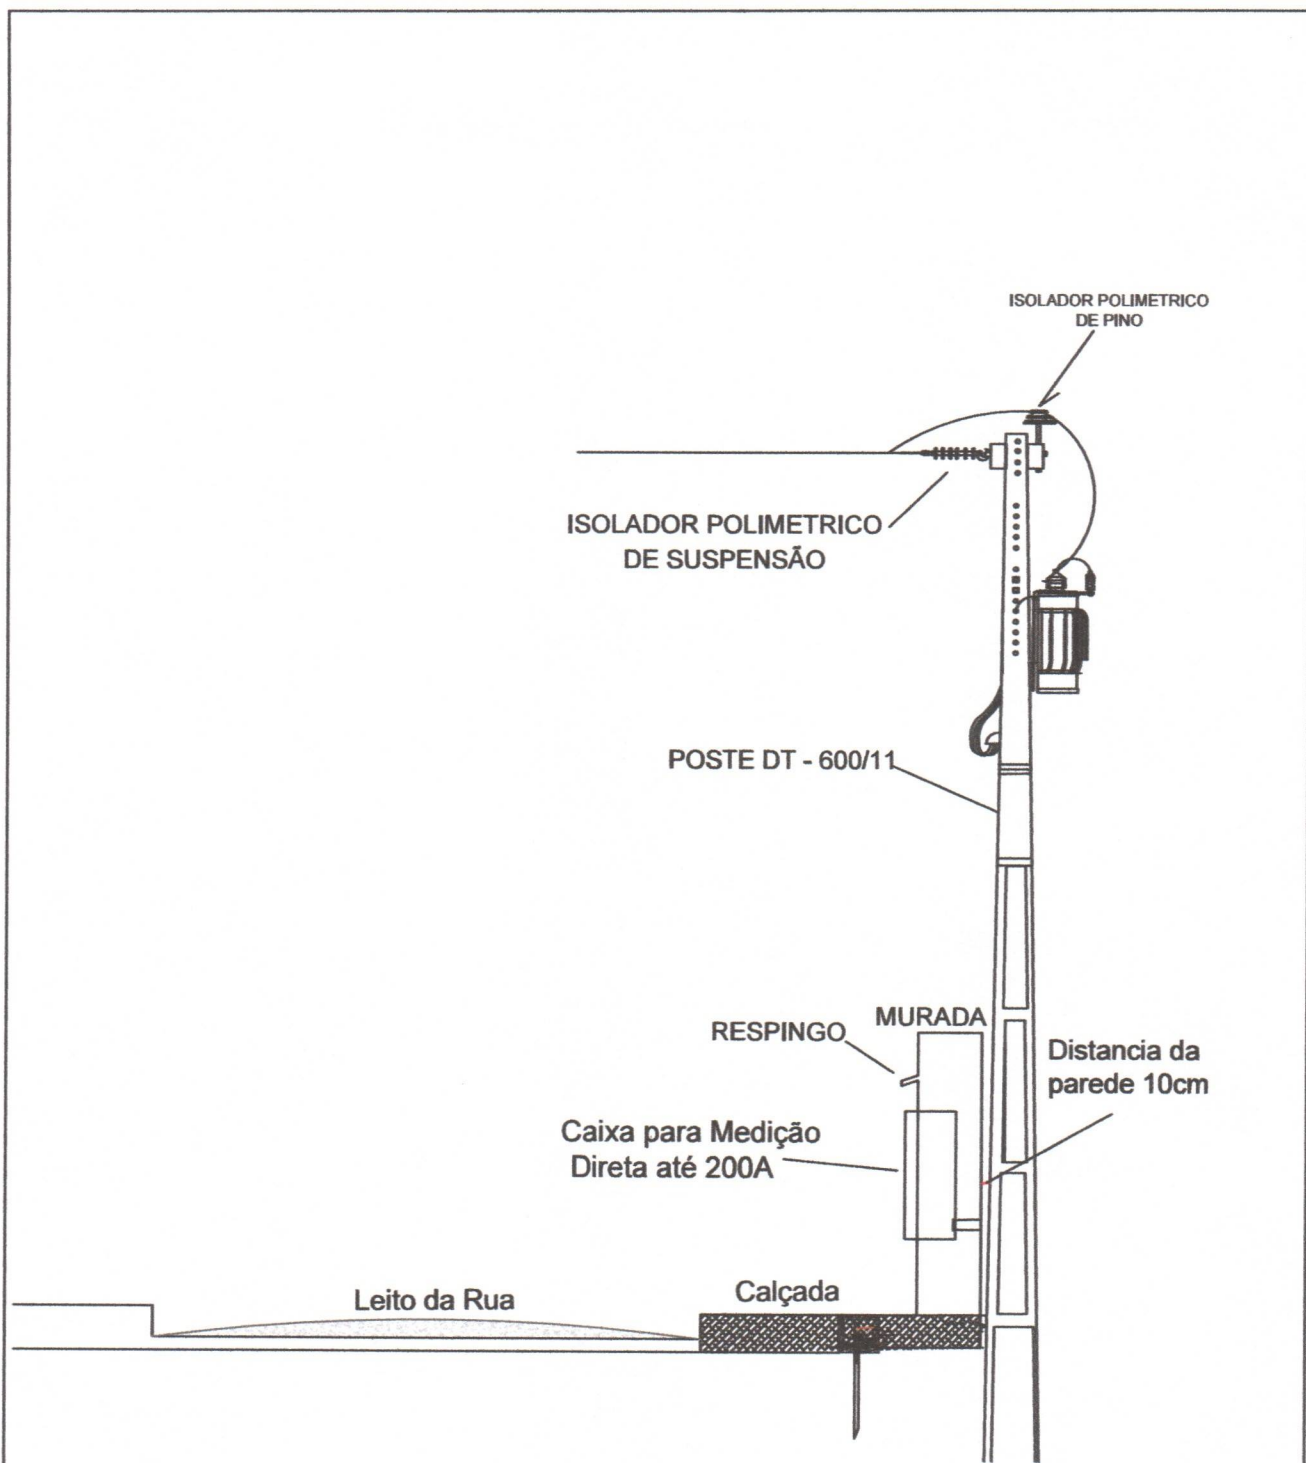 ISOLADOR POLIMETRICO
DE PINO
ISOLADOR POLIMETRICO
DE SUSPENSÃO
POSTE DT - 600/11
MURADA
RESPINGO
Distancia da
parede 10cm
Caixa para Medição
Direta até 200A
Calçada
Leito da Rua